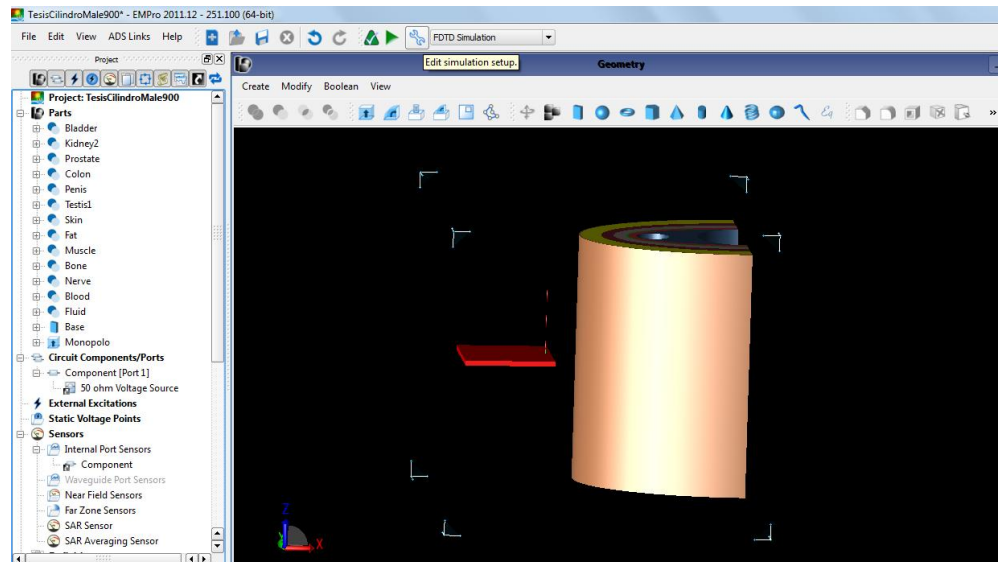 TesisCilindroMale900* - EMPro 2011.12 - 251.100 (64-bit)
File Edit View ADS Links Help FDTD Simulation
Edit simulation setup.
Project
Project: TesisCilindroMale900
Parts
Bladder
Kidney2
Prostate
Colon
Penis
Testis1
Skin
Fat
Muscle
Bone
Nerve
Blood
Fluid
Base
Monopolo
Circuit Components/Ports
Component [Port 1]
50 ohm Voltage Source
External Excitations
Static Voltage Points
Sensors
Internal Port Sensors
Component
Waveguide Port Sensors
Near Field Sensors
Far Zone Sensors
SAR Sensor
SAR Averaging Sensor
Geometry
Create Modify Boolean View
Eq
»
Z
X